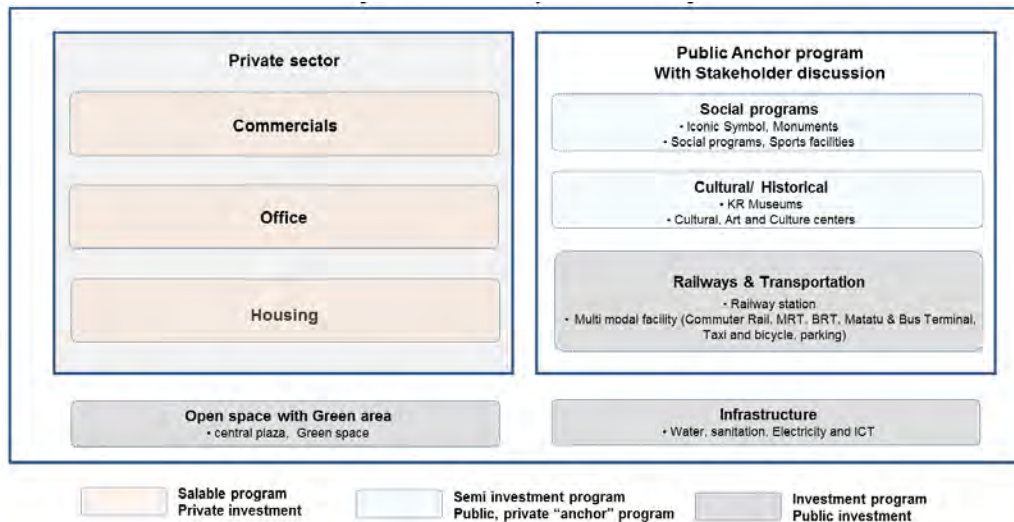 Private sector
Commercials
Office
Housing
Public Anchor program
With Stakeholder discussion
Social programs
• Iconic Symbol, Monuments
• Social programs, Sports facilities
Cultural/ Historical
• KR Museums
• Cultural, Art and Culture centers
Railways & Transportation
• Railway station
• Multi modal facility (Commuter Rail, MRT, BRT, Matatu & Bus Terminal,
Taxi and bicycle, parking)
Open space with Green area
• central plaza, Green space
Infrastructure
• Water, sanitation, Electricity and ICT
Salable program
Private investment
Semi investment program
Public, private “anchor” program
Investment program
Public investment